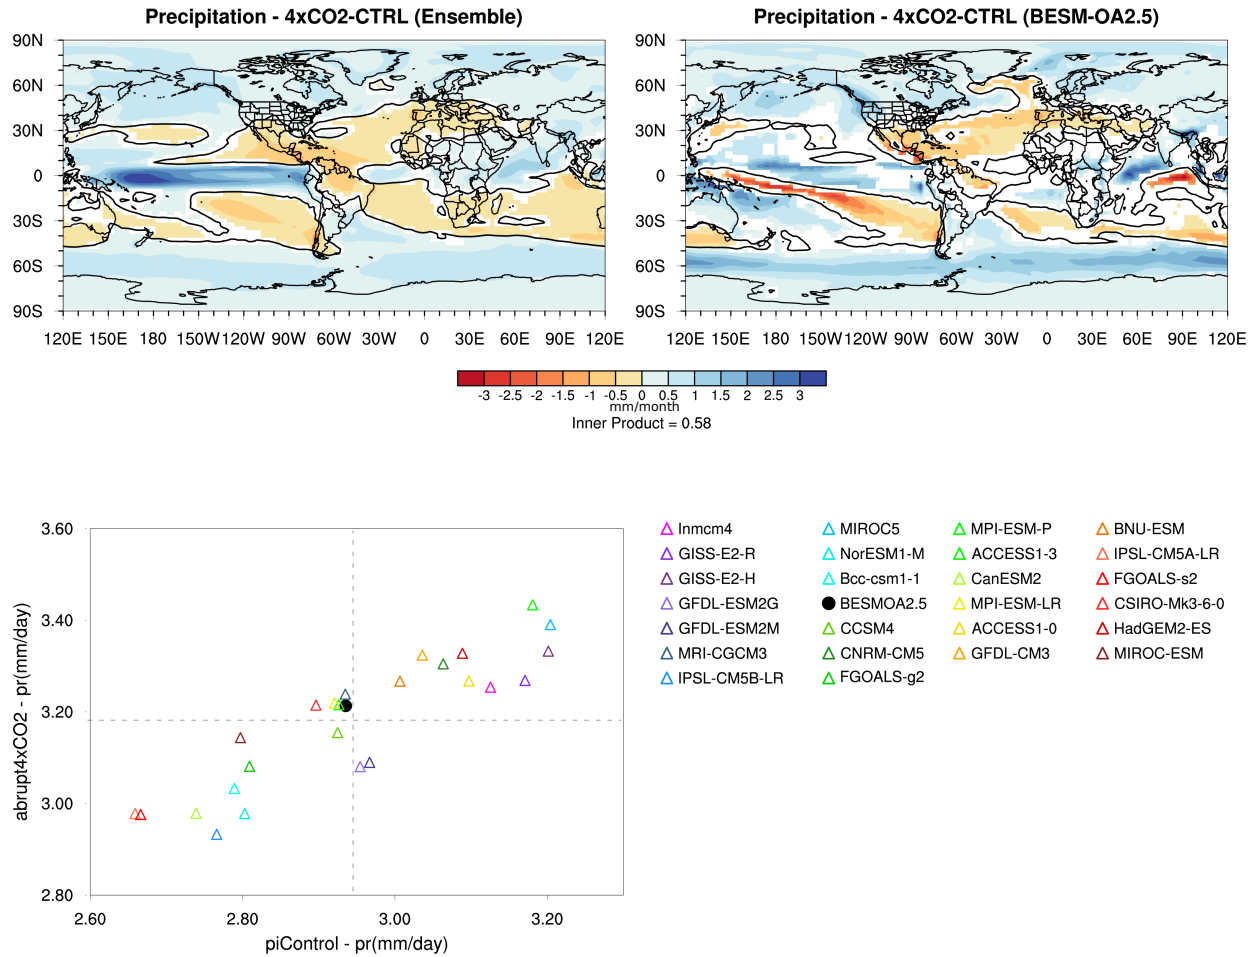 Precipitation - 4xCO2-CTRL (Ensemble)
Precipitation - 4xCO2-CTRL (BESM-OA2.5)
90N
60N
30N
0
30S
60S
90S
120E 150E 180 150W 120W 90W 60W 30W 0 30E 60E 90E 120E
90N
60N
30N
0
30S
60S
90S
120E 150E 180 150W 120W 90W 60W 30W 0 30E 60E 90E 120E
-3 -2.5 -2 -1.5 -1 -0.5 0 0.5 1 1.5 2 2.5 3
mm/month
Inner Product = 0.58
abrupt4xCO2 - pr(mm/day)
3.60
3.40
3.20
3.00
2.80
2.60 2.80 3.00 3.20
piControl - pr(mm/day)
Inmcm4
GISS-E2-R
GISS-E2-H
GFDL-ESM2G
GFDL-ESM2M
MRI-CGCM3
IPSL-CM5B-LR
MIROC5
NorESM1-M
Bcc-csm1-1
BESMOA2.5
CCSM4
CNRM-CM5
FGOALS-g2
MPI-ESM-P
ACCESS1-3
CanESM2
MPI-ESM-LR
ACCESS1-0
GFDL-CM3
BNU-ESM
IPSL-CM5A-LR
FGOALS-s2
CSIRO-Mk3-6-0
HadGEM2-ES
MIROC-ESM